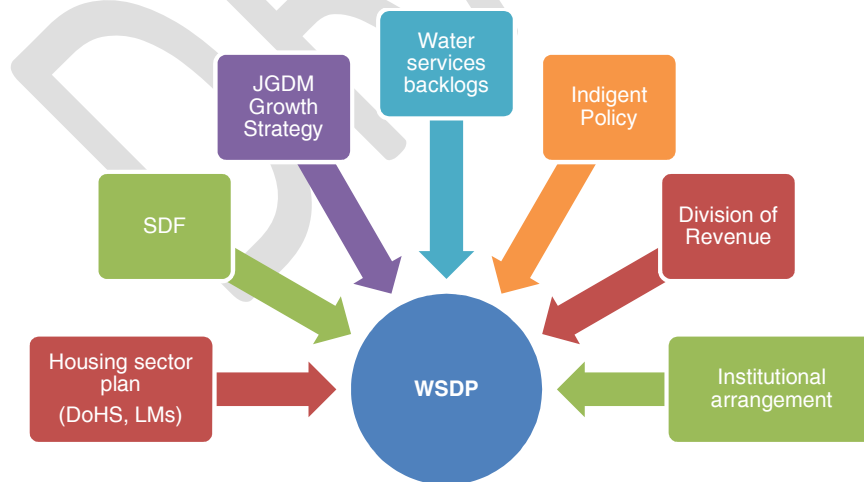 Water
services
backlogs
JGDM
Growth
Strategy
Indigent
Policy
SDF
Division of
Revenue
Housing sector
plan
(DoHS, LMs)
WSDP
Institutional
arrangement